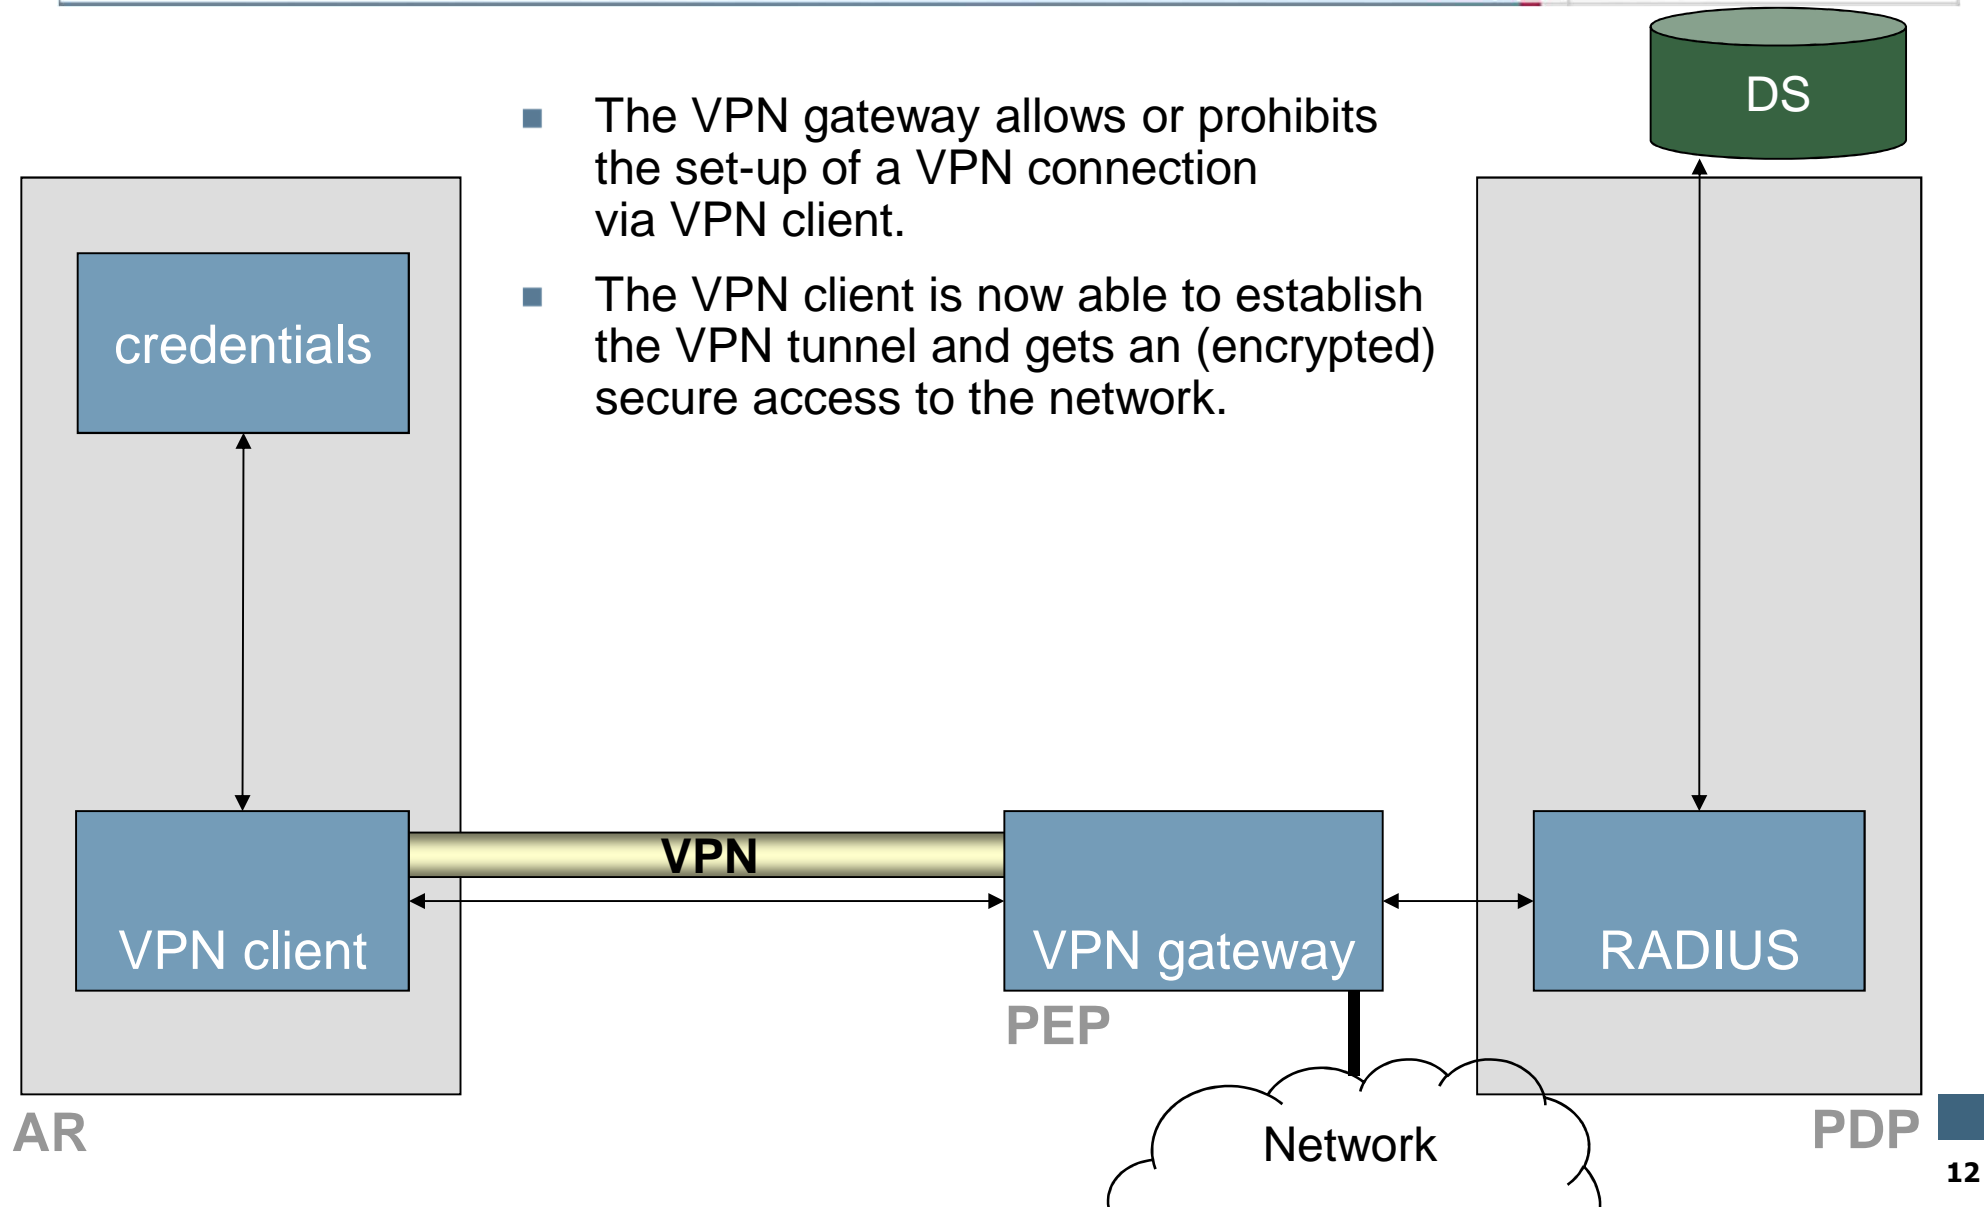 DS
The VPN gateway allows or prohibits
the set-up of a VPN connection
via VPN client.
The VPN client is now able to establish
the VPN tunnel and gets an (encrypted)
secure access to the network.
credentials
VPN
VPN client
VPN gateway
RADIUS
PEP
AR
Network
PDP
12